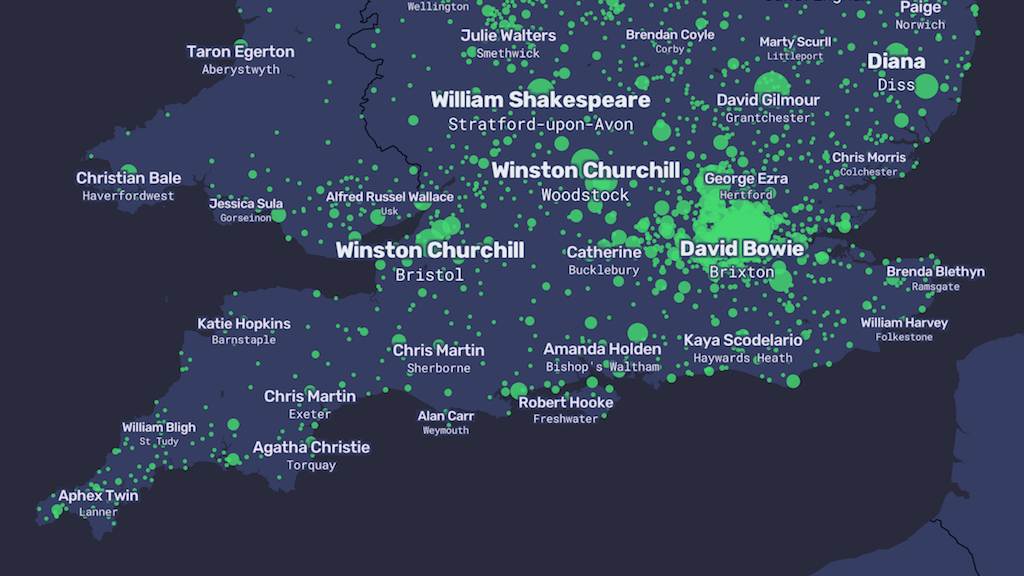 Wellington
Paige
Norwich
Julie Walters
Smethwick
Brendan Coyle
Corby
Marty Scurll
Littleport
Taron Egerton
Aberystwyth
Diana
Diss
William Shakespeare
Stratford-upon-Avon
David Gilmour
Grantchester
Chris Morris
Colchester
Winston Churchill
Woodstock
George Ezra
Hertford
Christian Bale
Haverfordwest
Jessica Sula
Gorseinon
Alfred Russel Wallace
Usk
Winston Churchill
Bristol
Catherine
Bucklebury
David Bowie
Brixton
Brenda Blethyn
Ramsgate
Katie Hopkins
Barnstaple
William Harvey
Folkestone
Chris Martin
Sherborne
Amanda Holden
Bishop's Waltham
Kaya Scodelario
Haywards Heath
Chris Martin
Exeter
Alan Carr
Weymouth
Robert Hooke
Freshwater
William Bligh
St Tudy
Agatha Christie
Torquay
Aphex Twin
Lanner